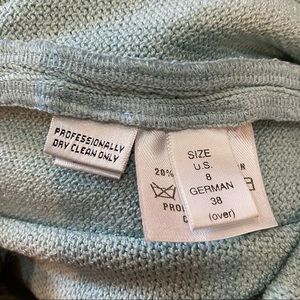 PROFESSIONALLY
DRY CLEAN ONLY
20%
SIZE
U.S.
8
GERMAN
38
(over)